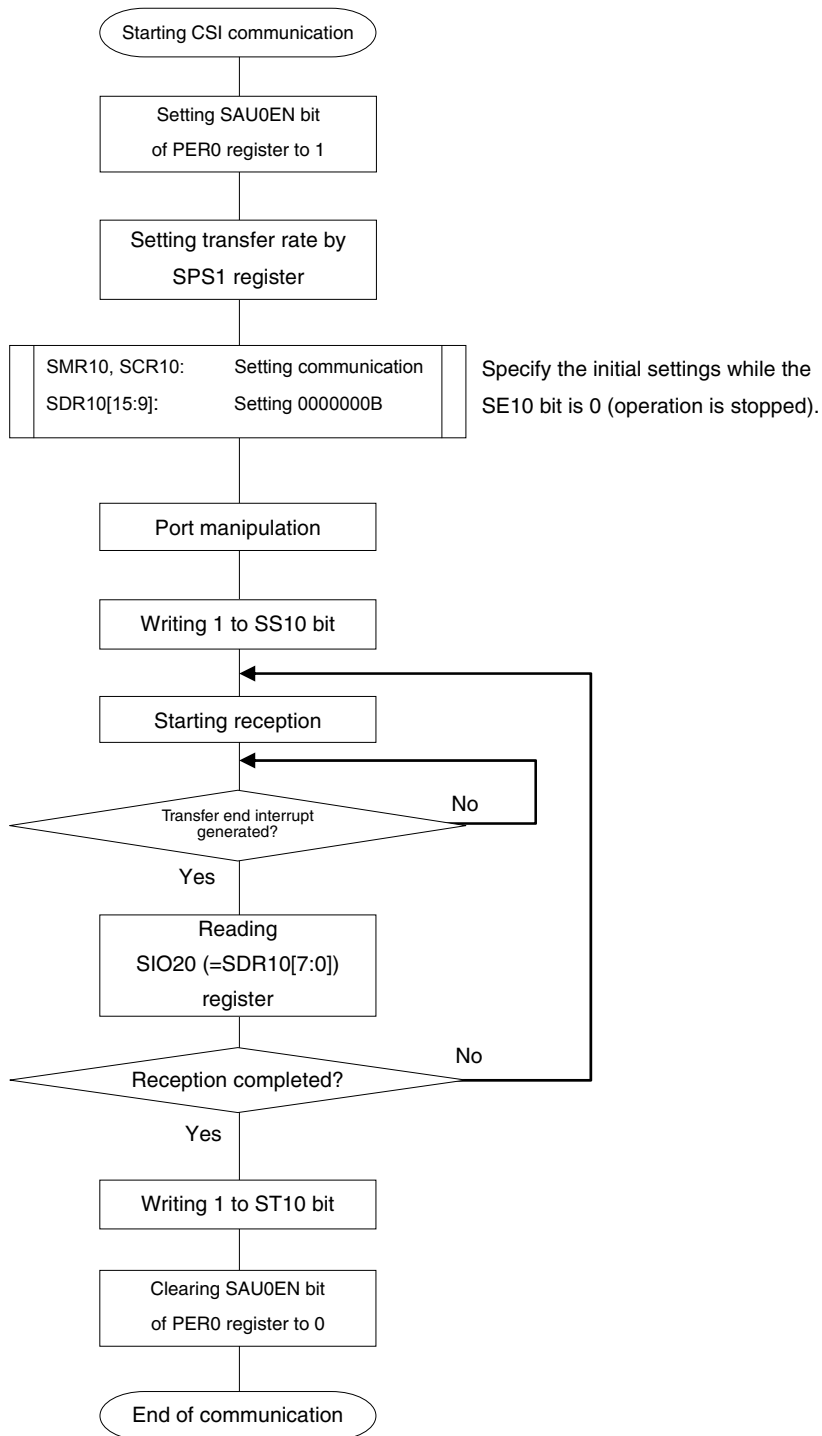 Starting CSI communication
Setting SAU0EN bit
of PER0 register to 1
Setting transfer rate by
SPS1 register
SMR10, SCR10: Setting communication
SDR10[15:9]: Setting 0000000B
Specify the initial settings while the
SE10 bit is 0 (operation is stopped).
Port manipulation
Writing 1 to SS10 bit
Starting reception
Transfer end interrupt
generated?
No
Yes
Reading
SIO20 (=SDR10[7:0])
register
Reception completed?
No
Yes
Writing 1 to ST10 bit
Clearing SAU0EN bit
of PER0 register to 0
End of communication